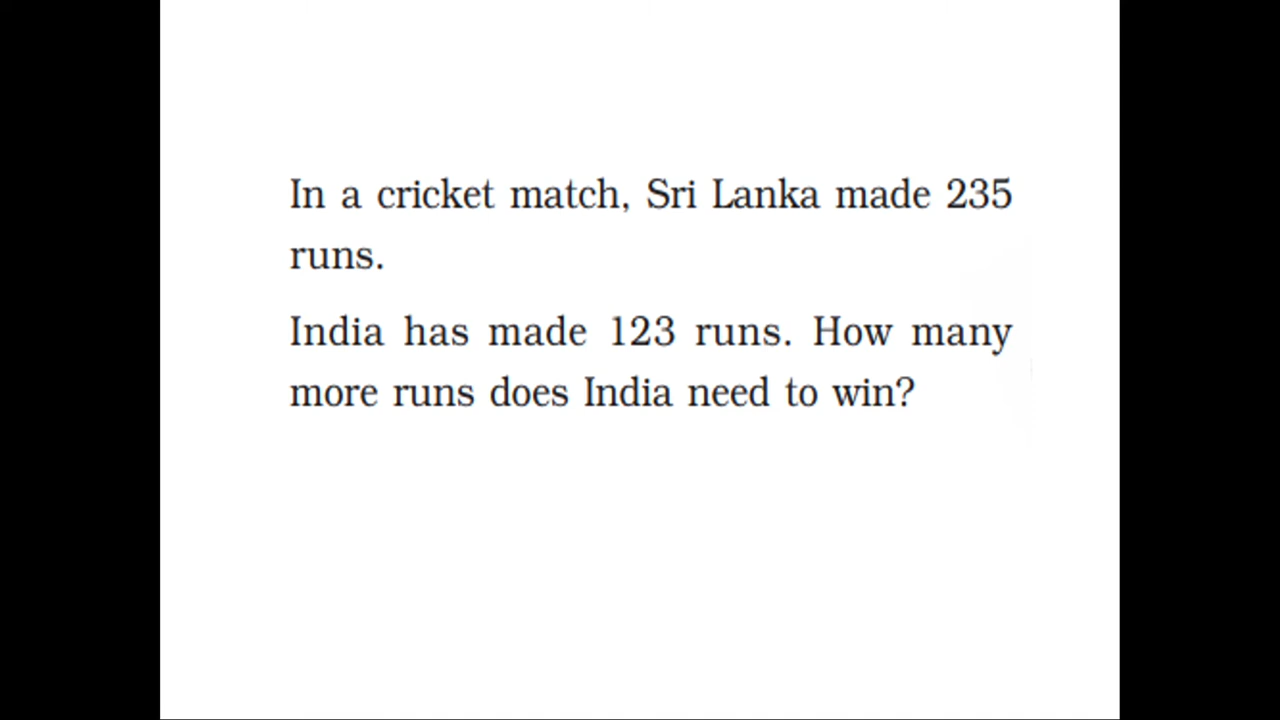 In a cricket match, Sri Lanka made 235
runs.
India has made 123 runs. How many
more runs does India need to win?